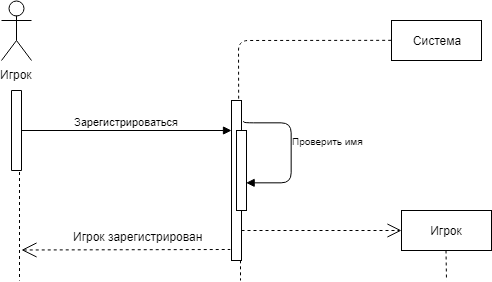 Система
Игрок
Зарегистрироваться
Проверить имя
Игрок зарегистрирован
Игрок